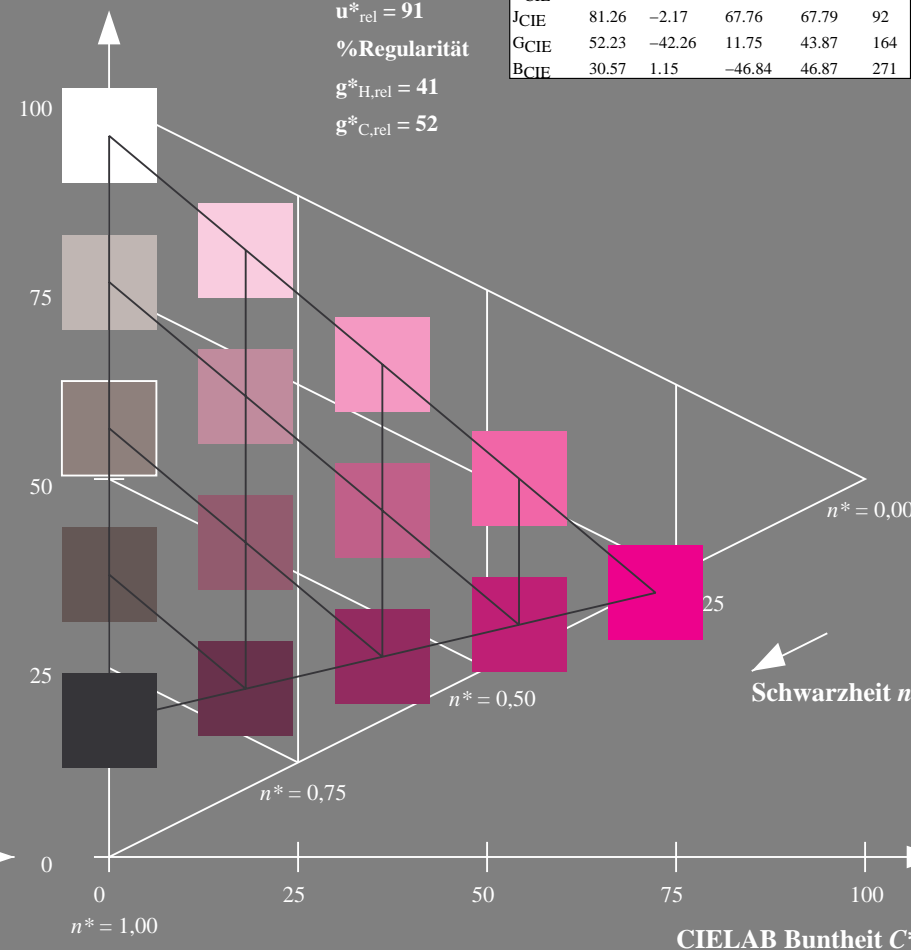 u*rel = 91
%Regularität
g*H,rel = 41
g*C,rel = 52
CIE
JCIE 81.26 −2.17 67.76 67.79 92
GCIE 52.23 −42.26 11.75 43.87 164
BCIE 30.57 1.15 −46.84 46.87 271
100
75
50
n* = 0,00
25
25
Schwarzheit n
n* = 0,50
n* = 0,75
0
0 25 50 75 100
n* = 1,00
CIELAB Buntheit C*